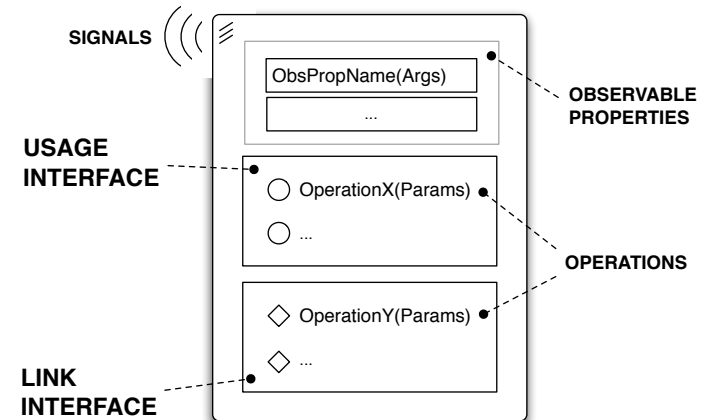 SIGNALS
ObsPropName(Args)
...
OBSERVABLE
PROPERTIES
USAGE
INTERFACE
OperationX(Params)
...
OPERATIONS
OperationY(Params)
...
LINK
INTERFACE